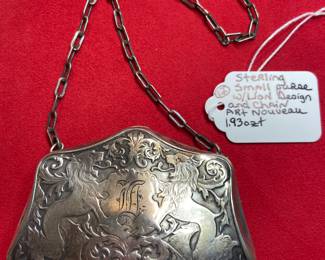 Sterling
Small purse
w/Lion Design
and Chain
Art Nouveau
1.93ozt